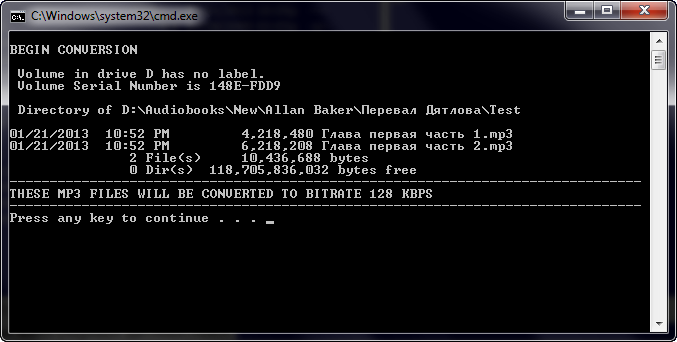 C:\Windows\system32\cmd.exe
BEGIN CONVERSION
Volume in drive D has no label.
Volume Serial Number is 148E-FDD9
Directory of D:\Audiobooks\New\Allan Baker\Перевал Дятлова\Test
01/21/2013  10:52 PM         4,218,480 Глава первая часть 1.mp3
01/21/2013  10:52 PM         6,218,208 Глава первая часть 2.mp3
2 File(s)     10,436,688 bytes
0 Dir(s)  118,705,836,032 bytes free
THESE MP3 FILES WILL BE CONVERTED TO BITRATE 128 KBPS
Press any key to continue . . . _